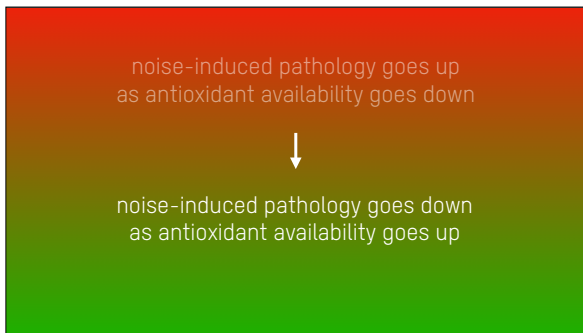 noise-induced pathology goes up
as antioxidant availability goes down
noise-induced pathology goes down
as antioxidant availability goes up